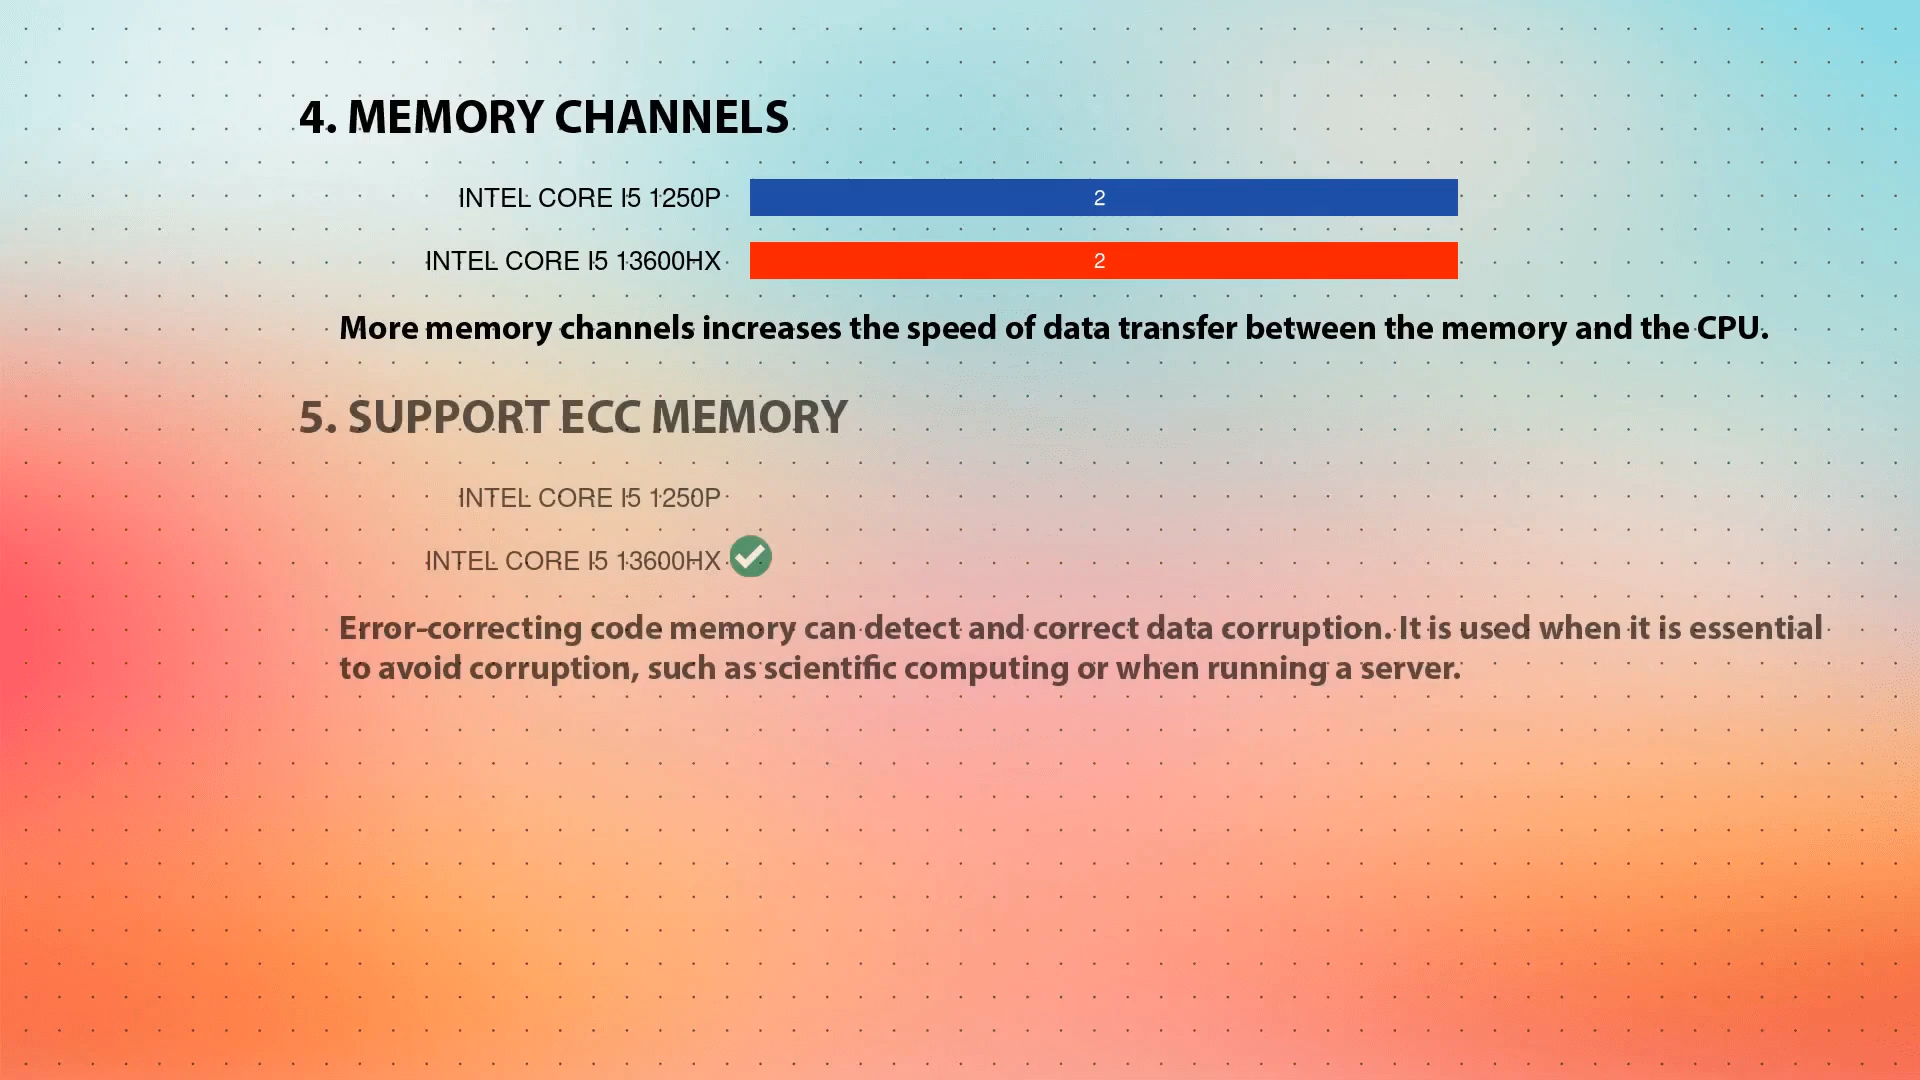 4. MEMORY CHANNELS
INTEL CORE I5 1250P
2
INTEL CORE I5 13600HX
2
More memory channels increases the speed of data transfer between the memory and the CPU.
5. SUPPORT ECC MEMORY
INTEL CORE I5 1250P
INTEL CORE I5 13600HX
Error-correcting code memory can detect and correct data corruption. It is used when it is essential
to avoid corruption, such as scientific computing or when running a server.